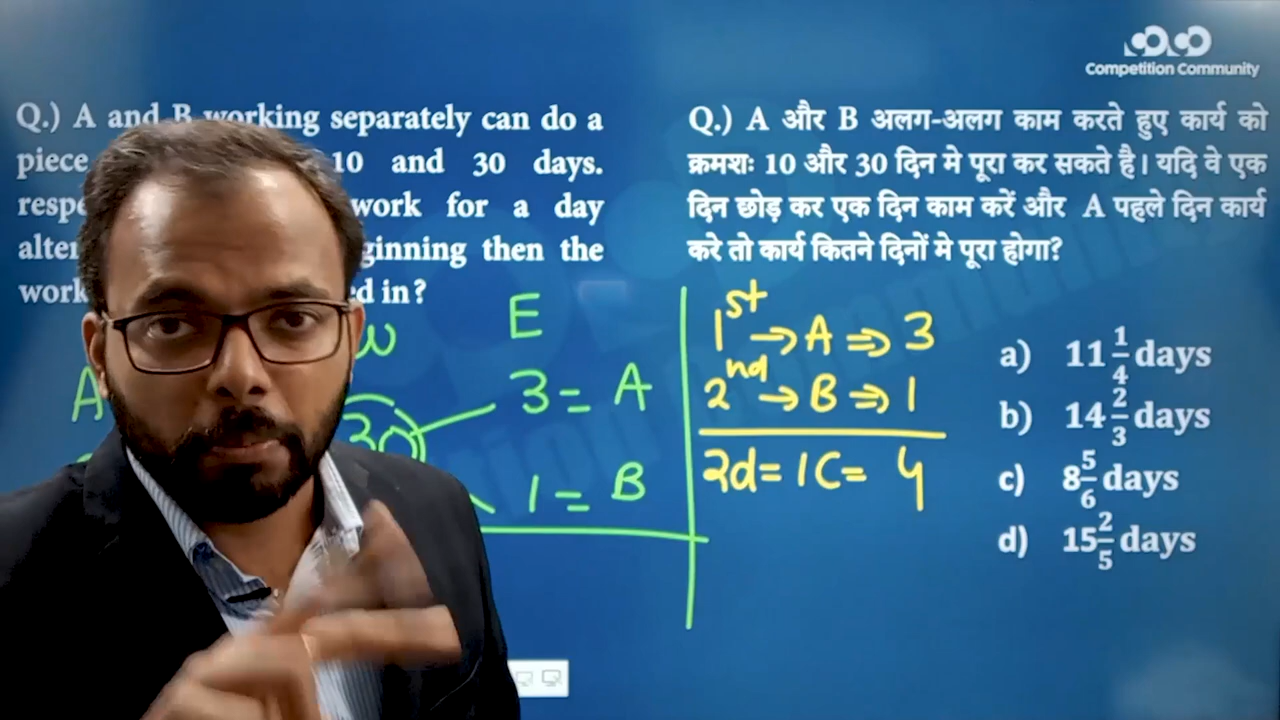 Competition Community
Q.) A and B working separately can do a
piece 10 and 30 days.
work for a day
ginning then the
work ed in?
Q.) A और B अलग-अलग काम करते हुए कार्य को
क्रमशः 10 और 30 दिन मे पूरा कर सकते है। यदि वे एक
दिन छोड़ कर एक दिन काम करें और A पहले दिन कार्य
करे तो कार्य कितने दिनों मे पूरा होगा?
W E
A 30 3 = A
1 = B
1st → A ⇒ 3
2nd → B ⇒ 1
2d = 1C = 4
a) 11 1/4 days
b) 14 2/3 days
c) 8 5/6 days
d) 15 2/5 days